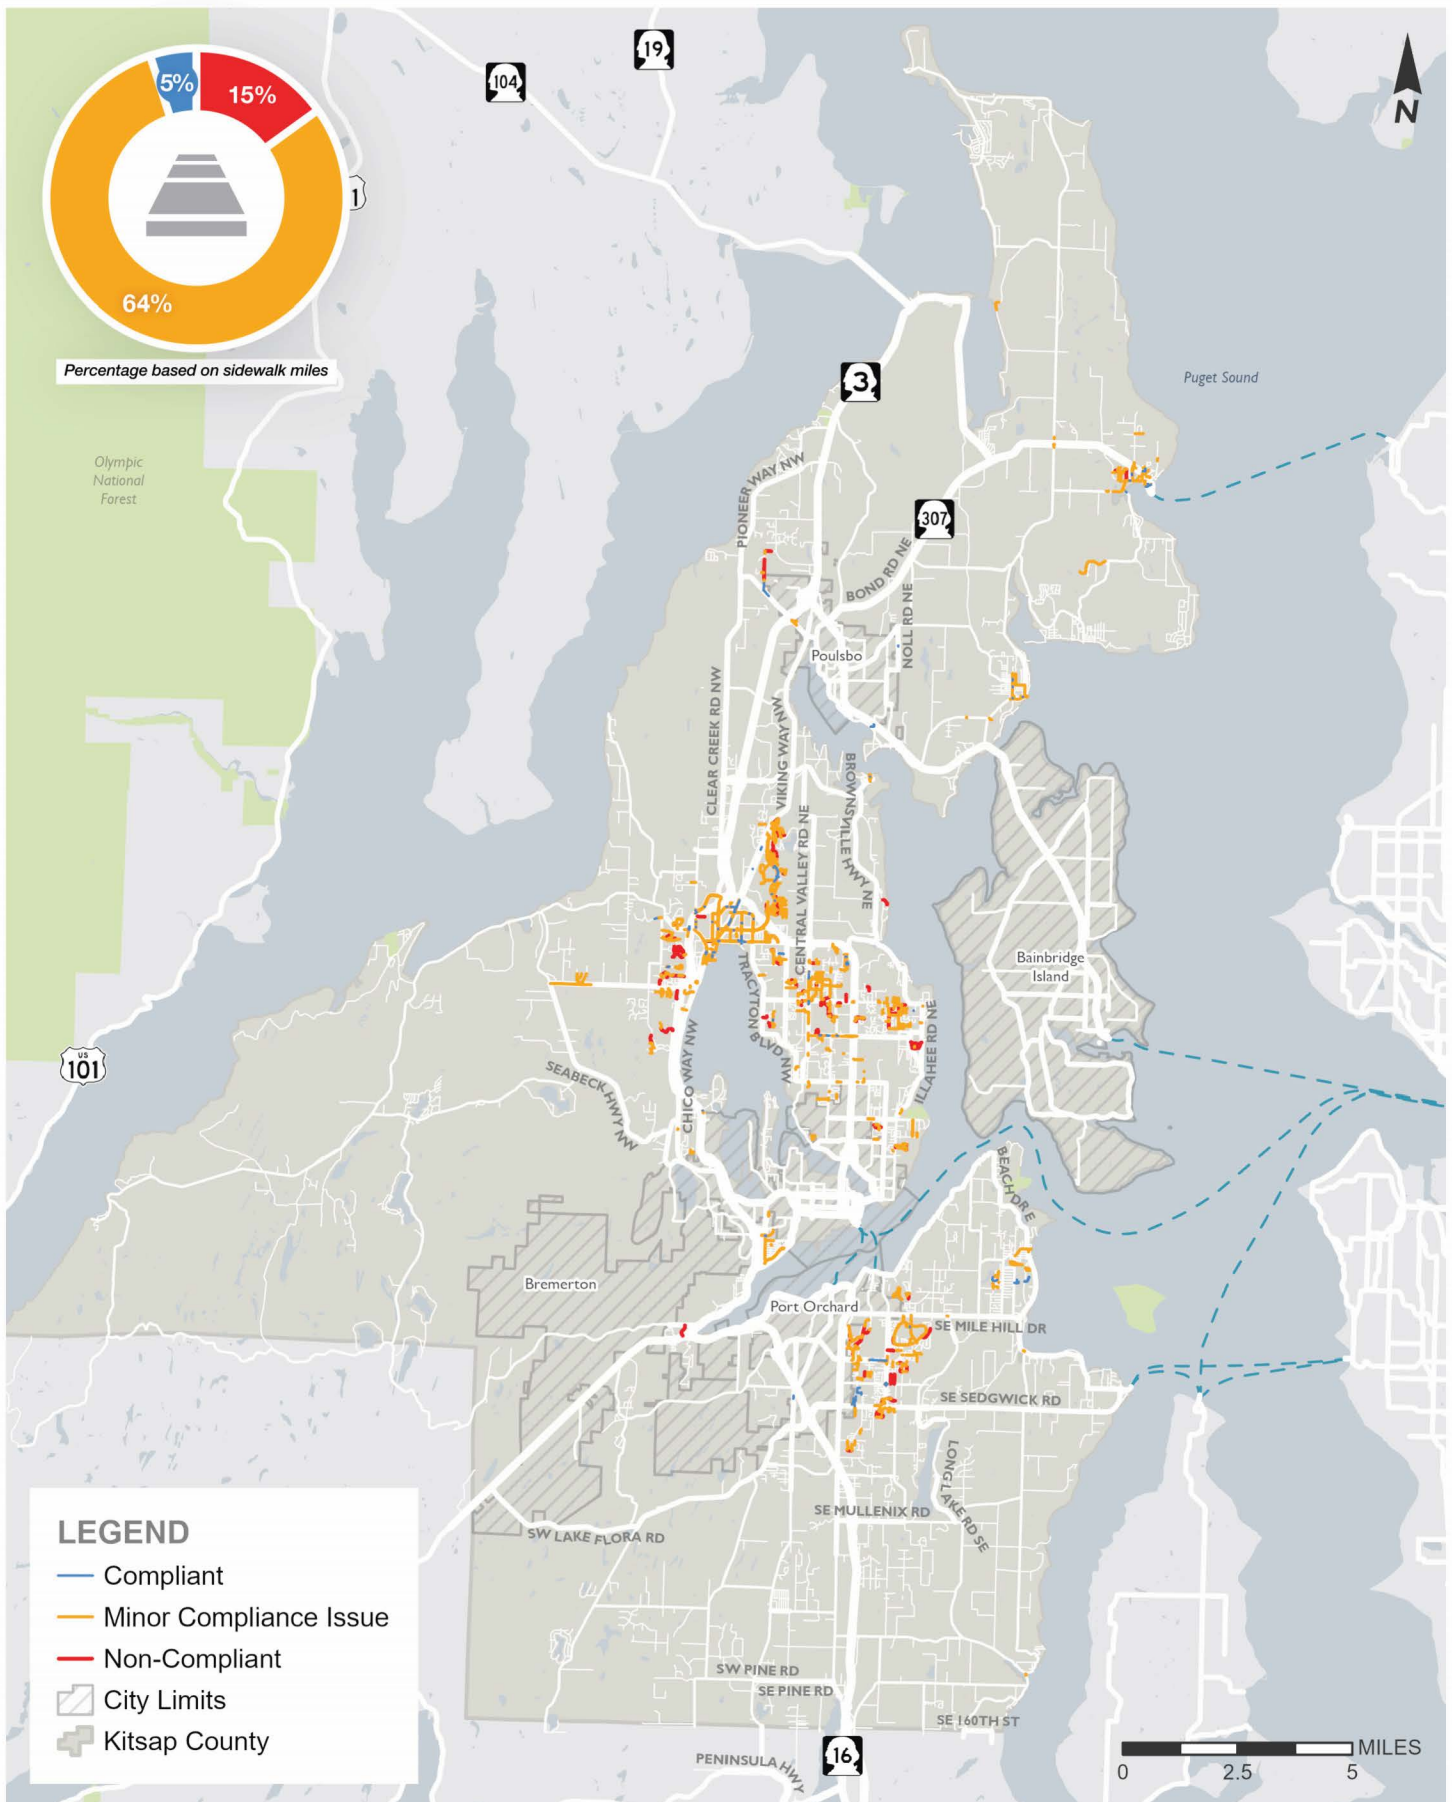 19
104
5%
15%
N
1
64%
3
Percentage based on sidewalk miles
Puget Sound
Olympic
National
Forest
PIONEER WAY NW
307
BOND RD NE
NOLL RD NE
Poulsbo
CLEAR CREEK RD NW
VIKING WAY NW
BROWNSVILLE HWY NE
CENTRAL VALLEY RD NE
Bainbridge
Island
TRACYTON BLVD NW
ILLAHEE RD NE
CHICO WAY NW
US
101
SEABECK HWY NW
BEACH DR E
Bremerton
Port Orchard
SE MILE HILL DR
SE SEDGWICK RD
LONG LAKE RD SE
SE MULLENIX RD
SW LAKE FLORA RD
LEGEND
Compliant
Minor Compliance Issue
Non-Compliant
City Limits
Kitsap County
SW PINE RD
SE PINE RD
SE 160TH ST
PENINSULA HWY
16
MILES
0 2.5 5